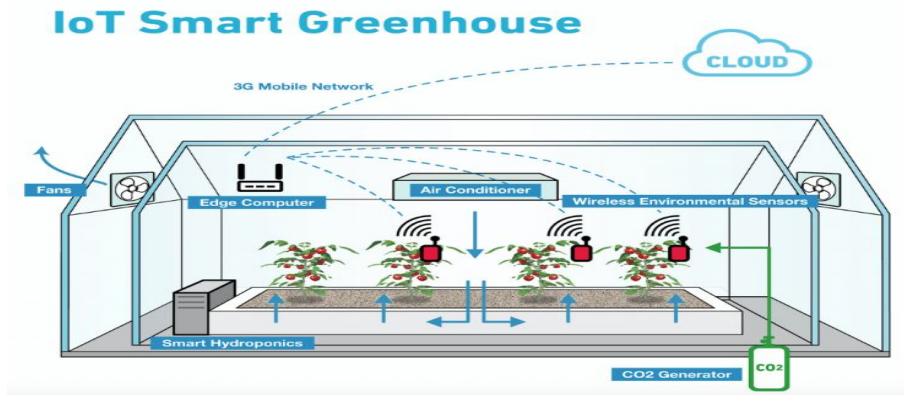 IoT Smart Greenhouse
CLOUD
3G Mobile Network
Fans
Edge Computer
Air Conditioner
Wireless Environmental Sensors
Smart Hydroponics
CO2 Generator
CO2